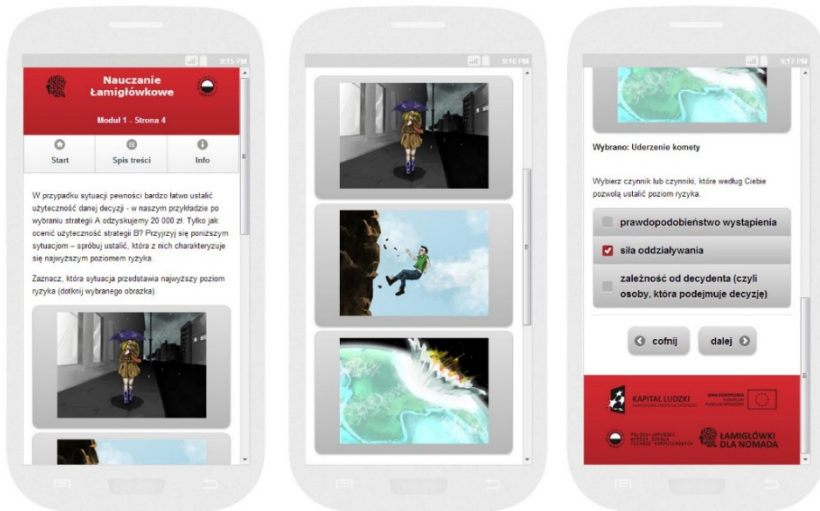 9:15 PM
Nauczanie
Łamigłówkowe
Moduł 1 - Strona 4
Start
Spis treści
Info
W przypadku sytuacji pewności bardzo łatwo ustalić
użyteczność danej decyzji - w naszym przykładzie po
wybraniu strategii A odzyskujemy 20 000 zł. Tylko jak
ocenić użyteczność strategii B? Przyjrzyj się poniższym
sytuacjom – spróbuj ustalić, która z nich charakteryzuje
się najwyższym poziomem ryzyka.
Zaznacz, która sytuacja przedstawia najwyższy poziom
ryzyka (dotknij wybranego obrazka).
9:16 PM
9:17 PM
Wybrano: Uderzenie komety
Wybierz czynnik lub czynniki, które według Ciebie
pozwolą ustalić poziom ryzyka.
prawdopodobieństwo wystąpienia
siła oddziaływania
zależność od decydenta (czyli
osoby, która podejmuje decyzję)
cofnij
dalej
KAPITAŁ LUDZKI
UNIA EUROPEJSKA
ŁAMIGŁÓWKI
DLA NOMADA